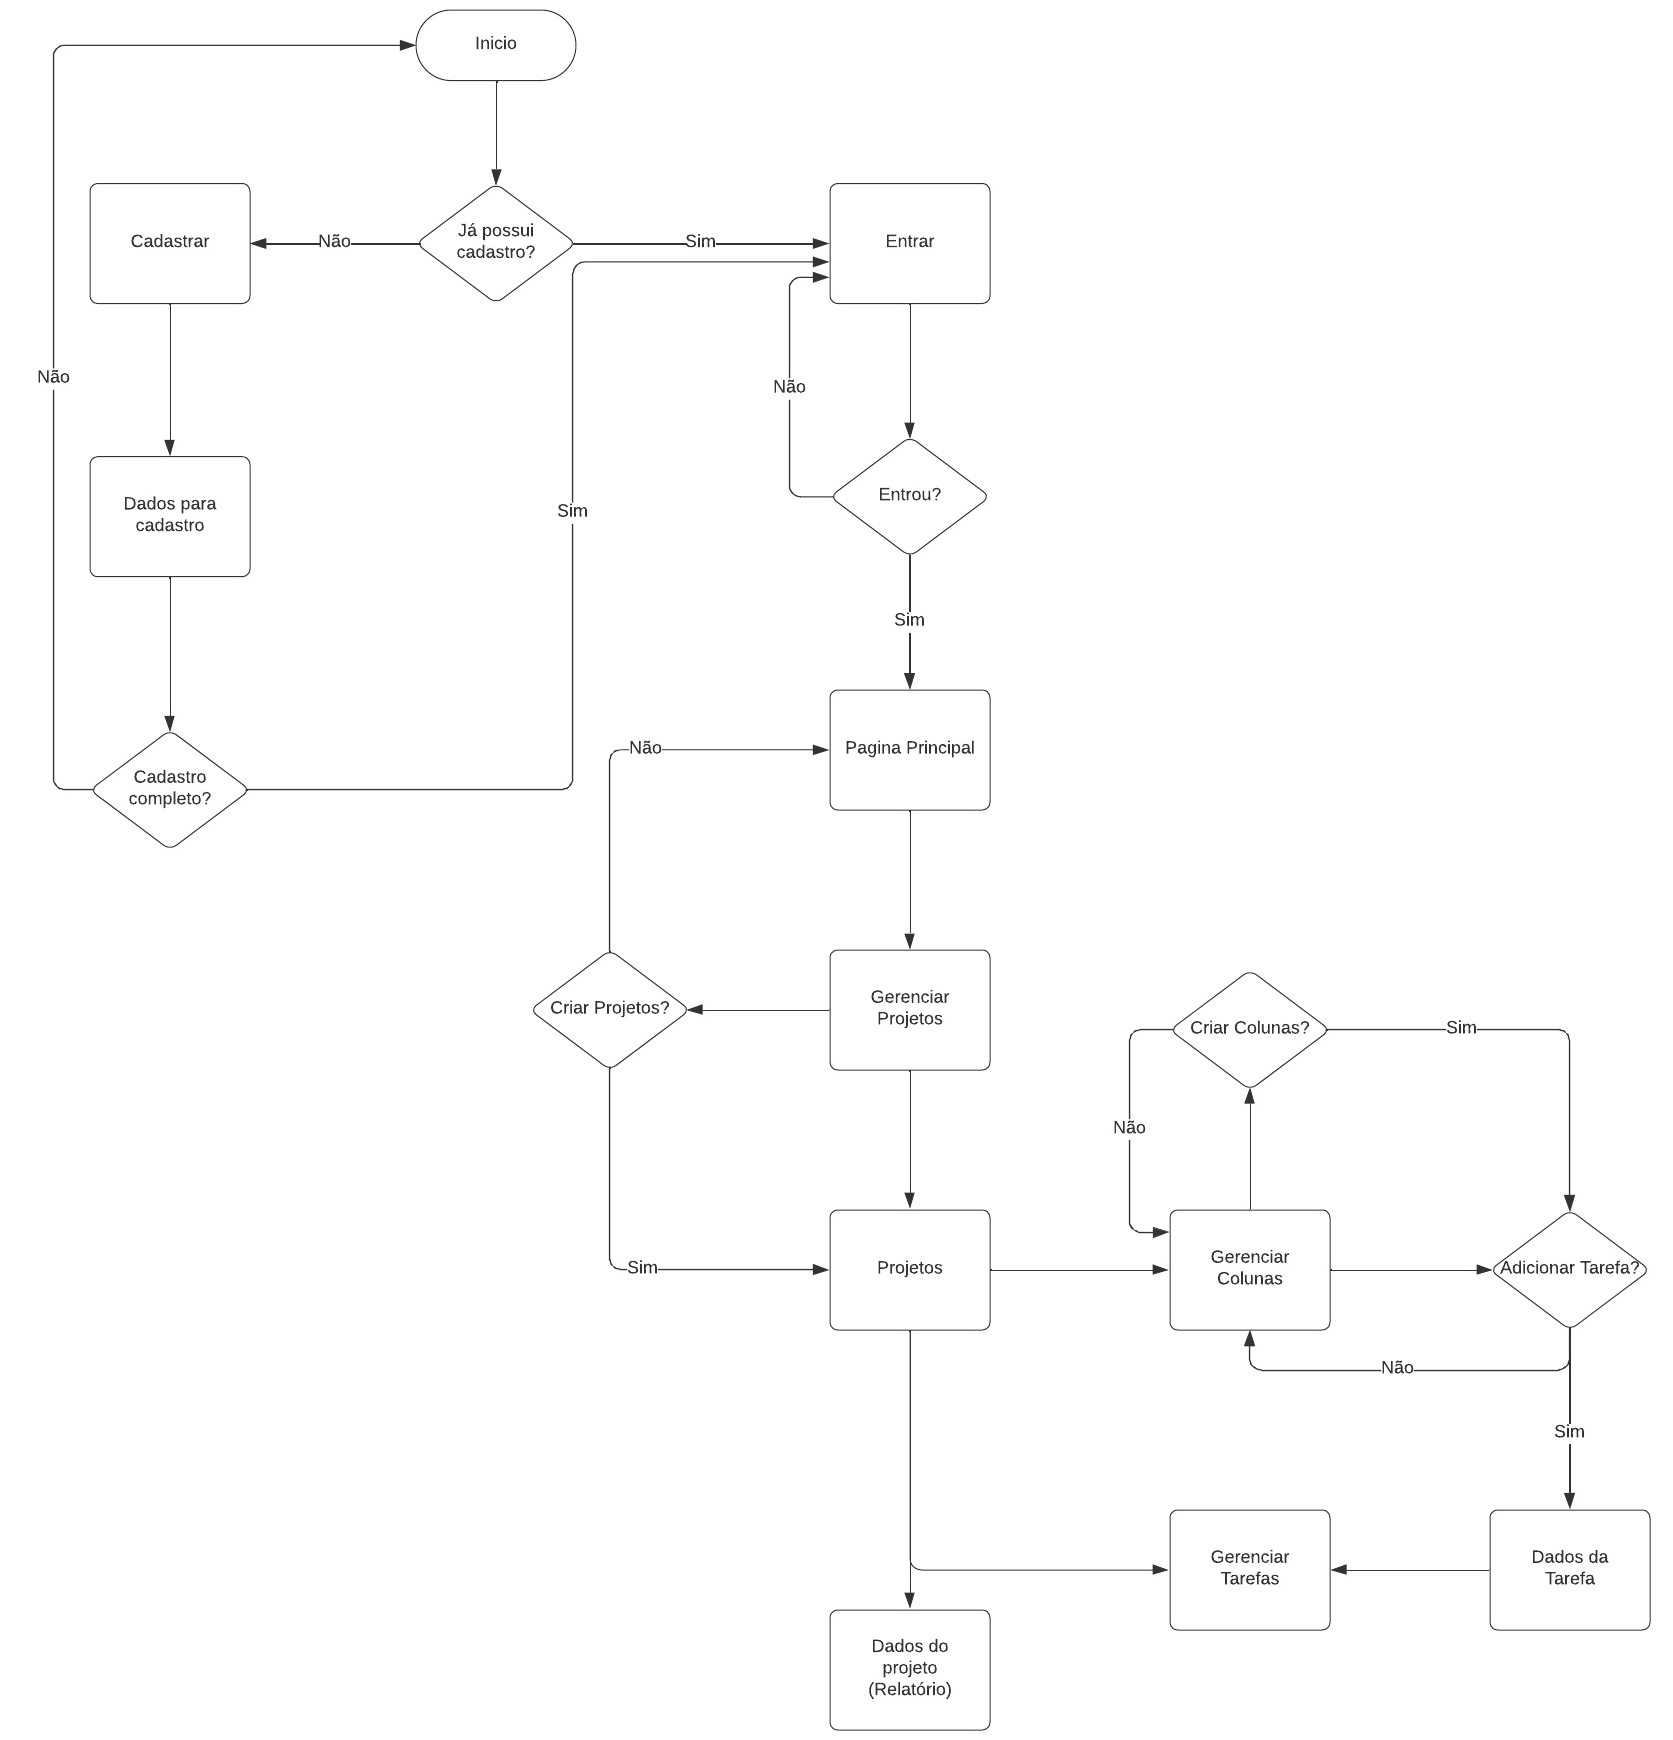 Inicio
Cadastrar
Não
Já possui
cadastro?
Sim
Entrar
Não
Não
Dados para
cadastro
Sim
Entrou?
Sim
Não
Pagina Principal
Cadastro
completo?
Criar Projetos?
Gerenciar
Projetos
Criar Colunas?
Sim
Não
Sim
Projetos
Gerenciar
Colunas
Adicionar Tarefa?
Não
Sim
Gerenciar
Tarefas
Dados da
Tarefa
Dados do
projeto
(Relatório)